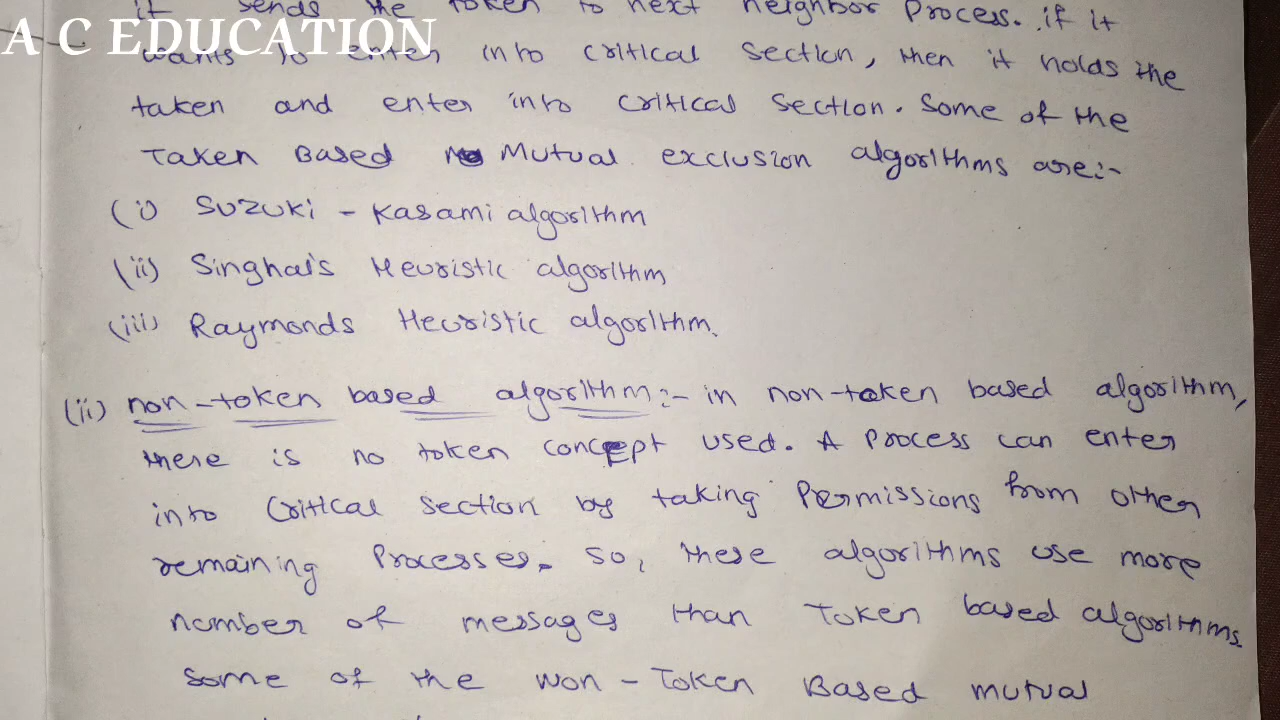 it sends the token to next neighbor process. if it
A C EDUCATION
wants to enter into critical section, then it holds the
taken and enter into critical section. Some of the
Taken Based Mutual exclusion algorithms are:-
(i) Suzuki - Kasami algorithm
(ii) Singhal's Heuristic algorithm
(iii) Raymonds Heuristic algorithm.
(ii) non-token based algorithm:- in non-token based algorithm,
there is no token concept used. A process can enter
into Critical section by taking Permissions from other
remaining Processes. so, these algorithms use more
number of messages than Token based algorithms
Some of the Non-Token Based mutual